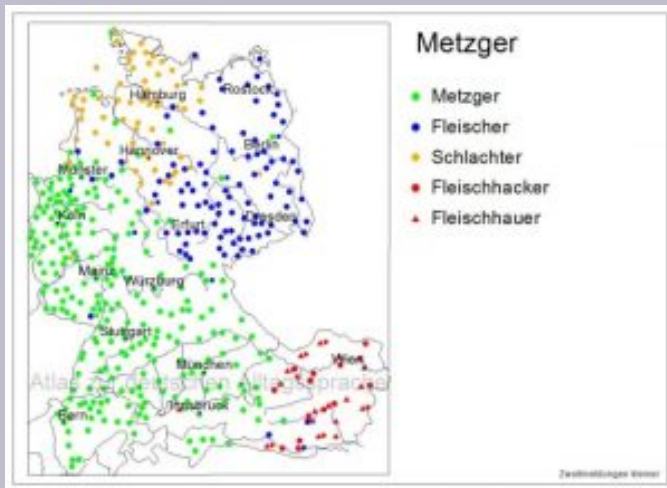 Metzger
Metzger
Fleischer
Schlachter
Fleischhacker
Fleischhauer
Rostock
Hamburg
Hannover
Berlin
Münster
Köln
Erfurt
Dresden
Mainz
Würzburg
Stuttgart
Wien
München
Atlas zur deutschen Alltagssprache
Innsbruck
Bern